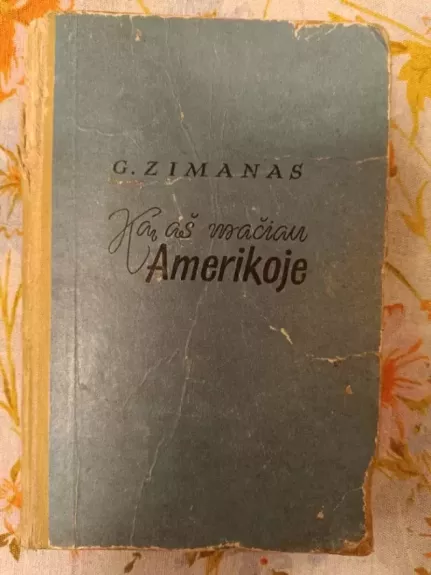 G. ZIMANAS
Ką aš mačiau
Amerikoje